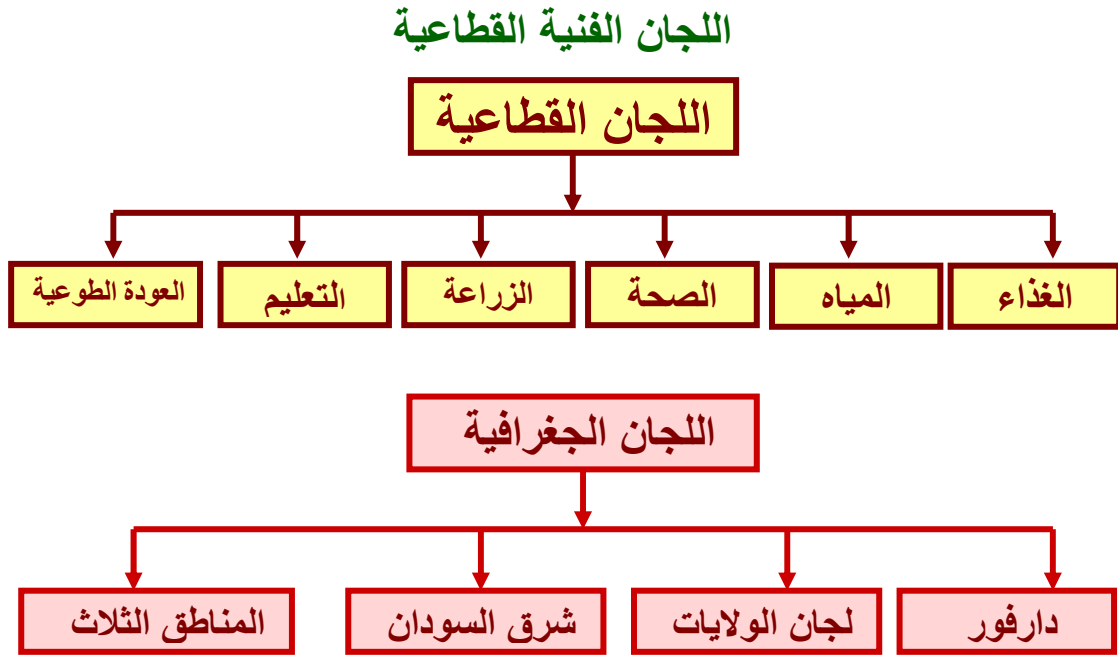 اللجان الفنية القطاعية
اللجان القطاعية
الغذاء
المياه
الصحة
الزراعة
التعليم
العودة الطوعية
اللجان الجغرافية
دارفور
لجان الولايات
شرق السودان
المناطق الثلاث